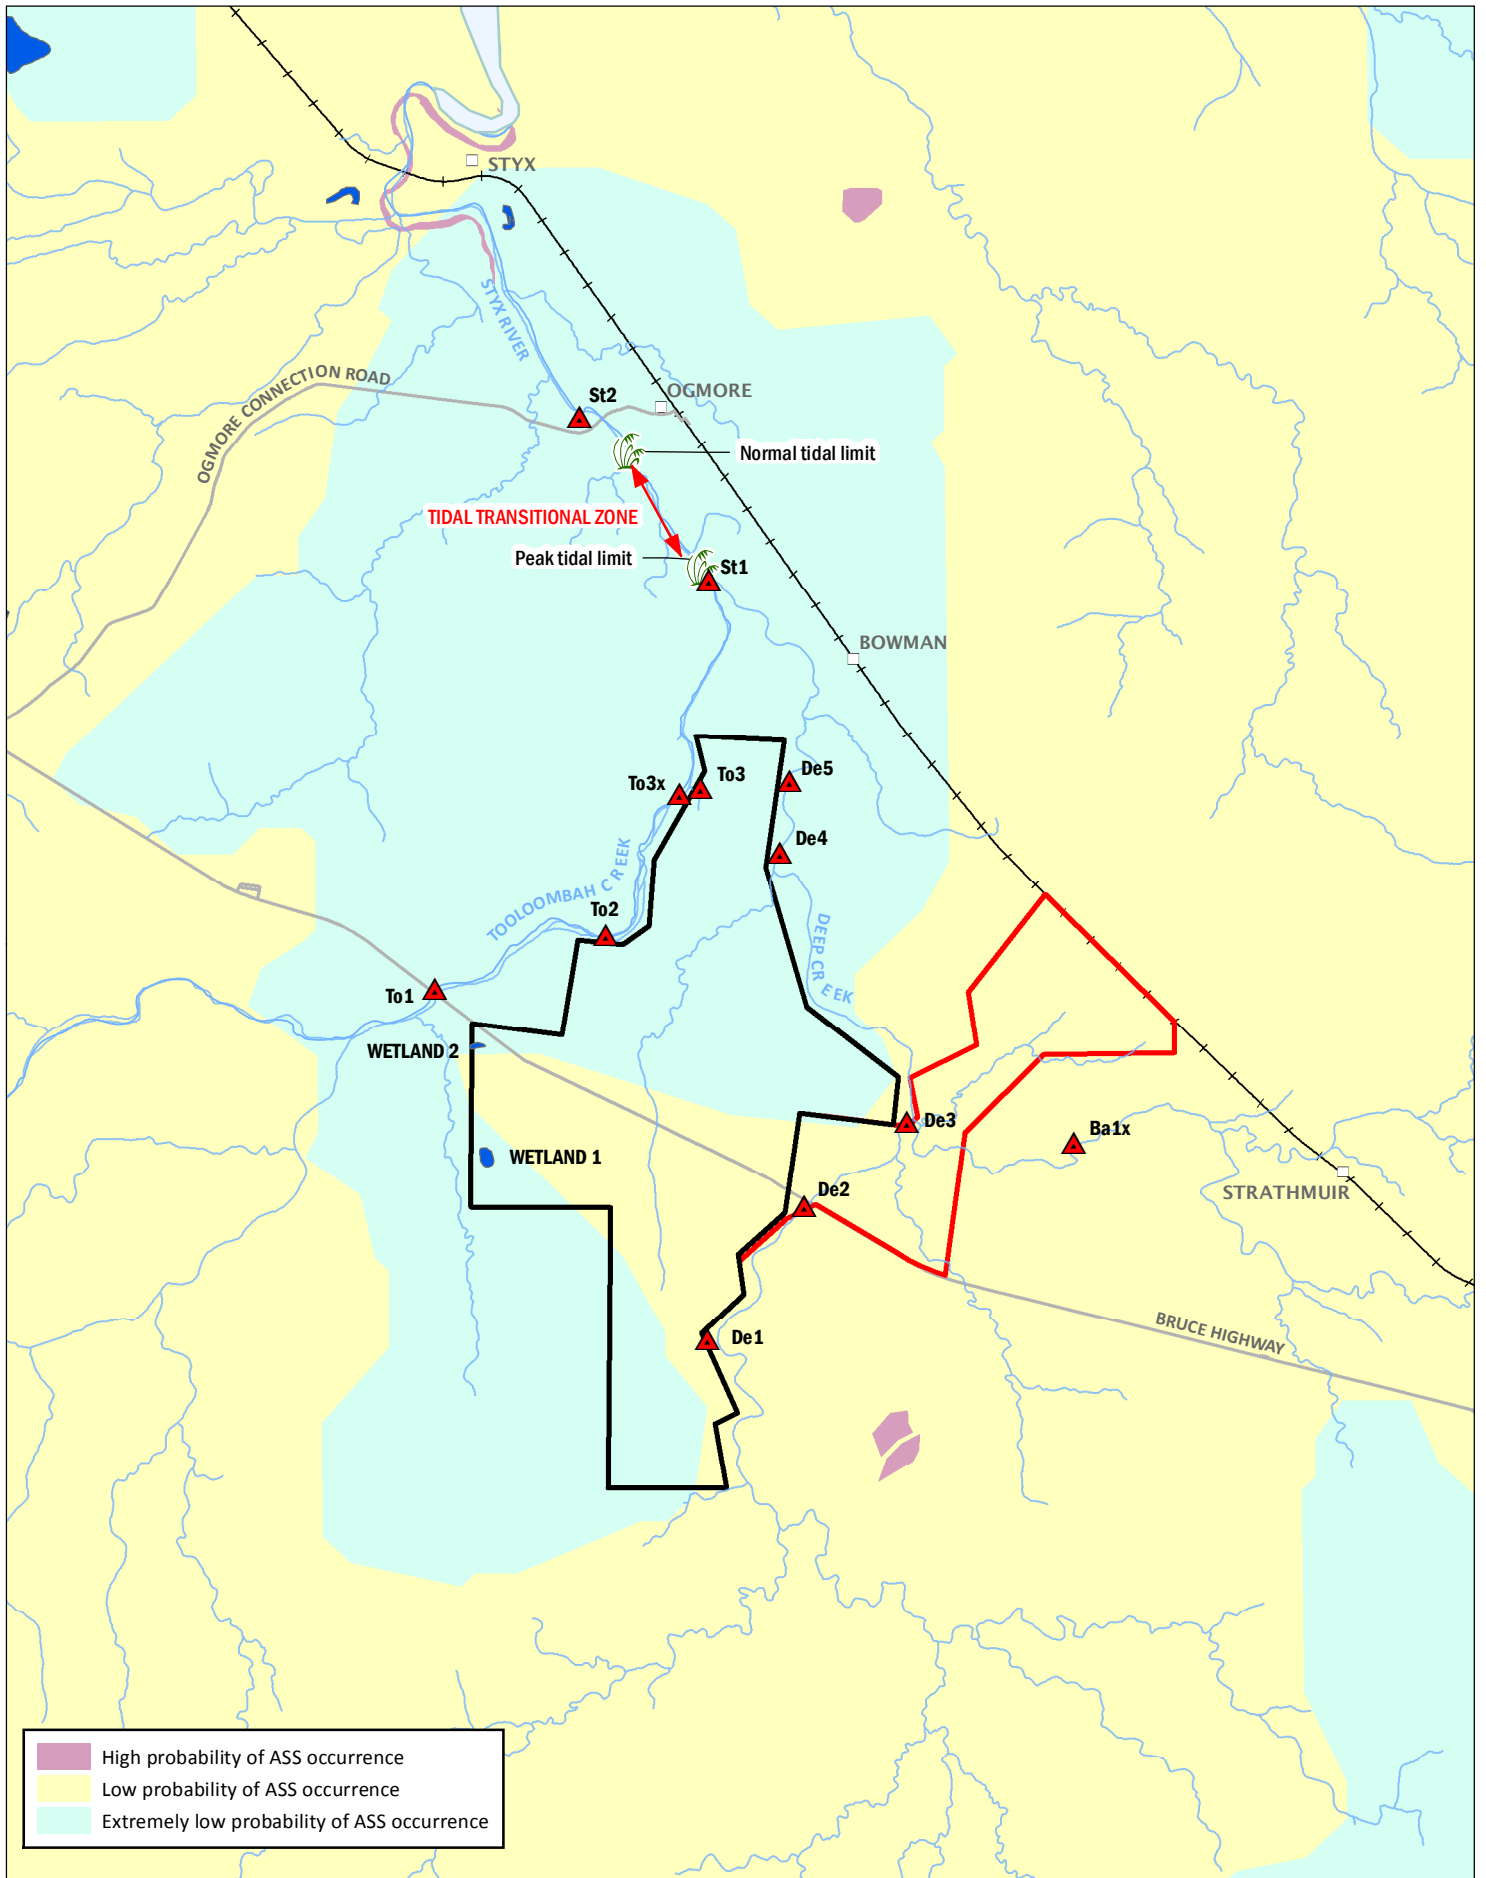 STYX
STYX RIVER
OGMORE CONNECTION ROAD
St2
OGMORE
Normal tidal limit
TIDAL TRANSITIONAL ZONE
Peak tidal limit
St1
BOWMAN
To3x
To3
De5
De4
TOOLOOMBAH CREEK
To2
DEEP CREEK
To1
WETLAND 2
De3
Ba1x
WETLAND 1
STRATHMUIR
De2
De1
BRUCE HIGHWAY
High probability of ASS occurrence
Low probability of ASS occurrence
Extremely low probability of ASS occurrence